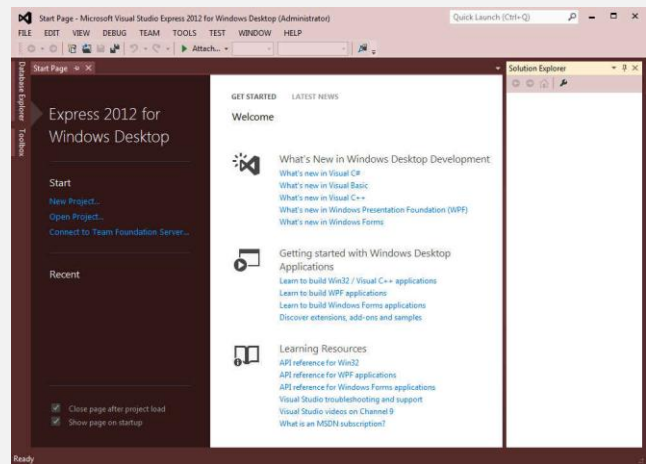 Start Page - Microsoft Visual Studio Express 2012 for Windows Desktop (Administrator)
Quick Launch (Ctrl+Q)
FILE EDIT VIEW DEBUG TEAM TOOLS TEST WINDOW HELP
Attach...
Database Explorer
Toolbox
Start Page
Express 2012 for
Windows Desktop
Start
New Project...
Open Project...
Connect to Team Foundation Server...
Recent
Close page after project load
Show page on startup
GET STARTED LATEST NEWS
Welcome
What's New in Windows Desktop Development
What's new in Visual C#
What's new in Visual Basic
What's new in Visual C++
What's new in Windows Presentation Foundation (WPF)
What's new in Windows Forms
Getting started with Windows Desktop
Applications
Learn to build Win32 / Visual C++ applications
Learn to build WPF applications
Learn to build Windows Forms applications
Discover extensions, add-ons and samples
Learning Resources
API reference for Win32
API reference for WPF applications
API reference for Windows Forms applications
Visual Studio troubleshooting and support
Visual Studio videos on Channel 9
What is an MSDN subscription?
Solution Explorer
Ready